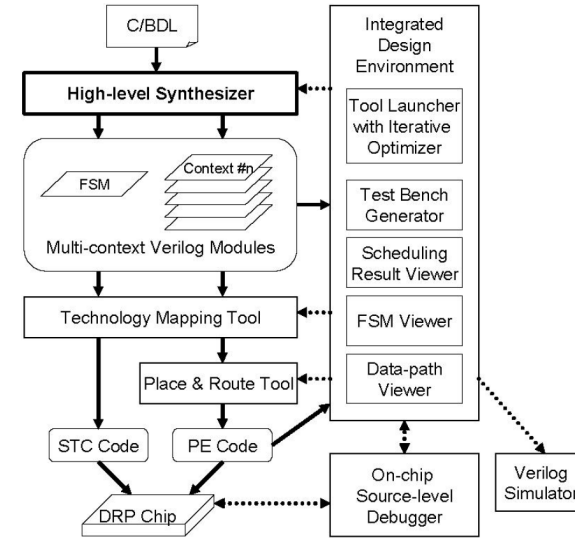 C/BDL
High-level Synthesizer
FSM
Context #n
Multi-context Verilog Modules
Technology Mapping Tool
Place & Route Tool
STC Code
PE Code
DRP Chip
Integrated
Design
Environment
Tool Launcher
with Iterative
Optimizer
Test Bench
Generator
Scheduling
Result Viewer
FSM Viewer
Data-path
Viewer
On-chip
Source-level
Debugger
Verilog
Simulator